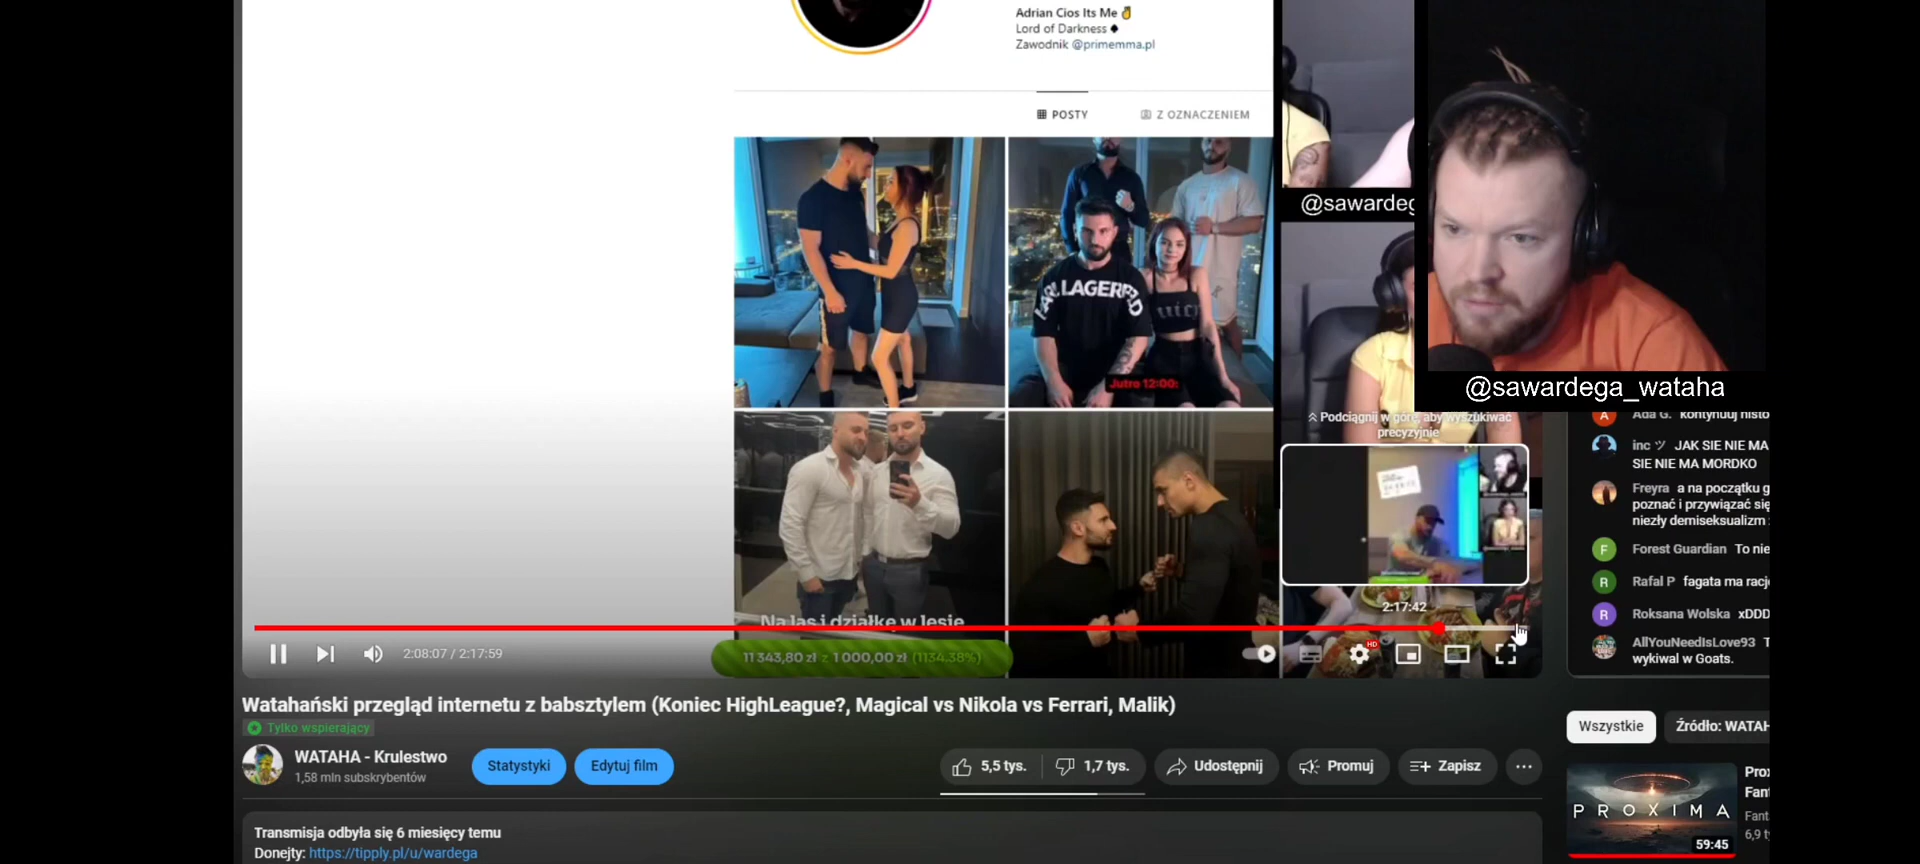 Adrian Cios Its Me
Lord of Darkness ♠
Zawodnik @primemma.pl
POSTY
Z OZNACZENIEM
KARL LAGERFELD
Jutro 12:00:
Na las i działkę w lesie
11 343,80 zł z 1 000,00 zł (1134.38%)
@sawardeg
@sawardega_wataha
Podciągnij w górę, aby wyszukiwać
precyzyjnie
2:17:42
2:08:07 / 2:17:59
HD
Ada G. kontynuuj histo
inc ツ JAK SIE NIE MA
SIE NIE MA MORDKO
Freyra a na początku g
poznać i przywiązać się
niezły demiseksualizm
Forest Guardian To nie
Rafal P fagata ma racj
Roksana Wolska xDDD
AllYouNeedIsLove93 T
wykiwal w Goats.
Watahański przegląd internetu z babsztylem (Koniec HighLeague?, Magical vs Nikola vs Ferrari, Malik)
Tylko wspierający
WATAHA - Krulestwo
1,58 mln subskrybentów
Statystyki
Edytuj film
5,5 tys.
1,7 tys.
Udostępnij
Promuj
Zapisz
Transmisja odbyła się 6 miesięcy temu
Donejty: https://tipply.pl/u/wardega
Wszystkie
Źródło: WATAH
PROXIMA
59:45
Prox
Fan
Fant
6,9 t